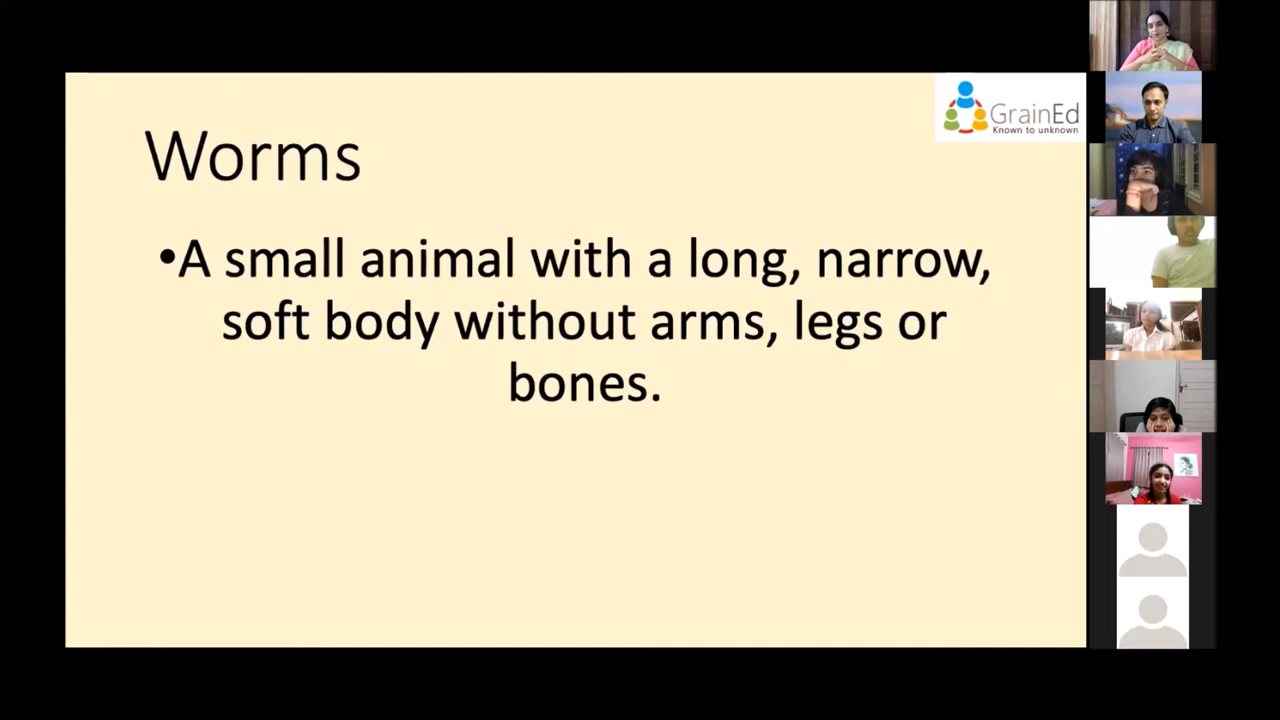 GrainEd
Known to unknown
Worms
•A small animal with a long, narrow,
soft body without arms, legs or
bones.